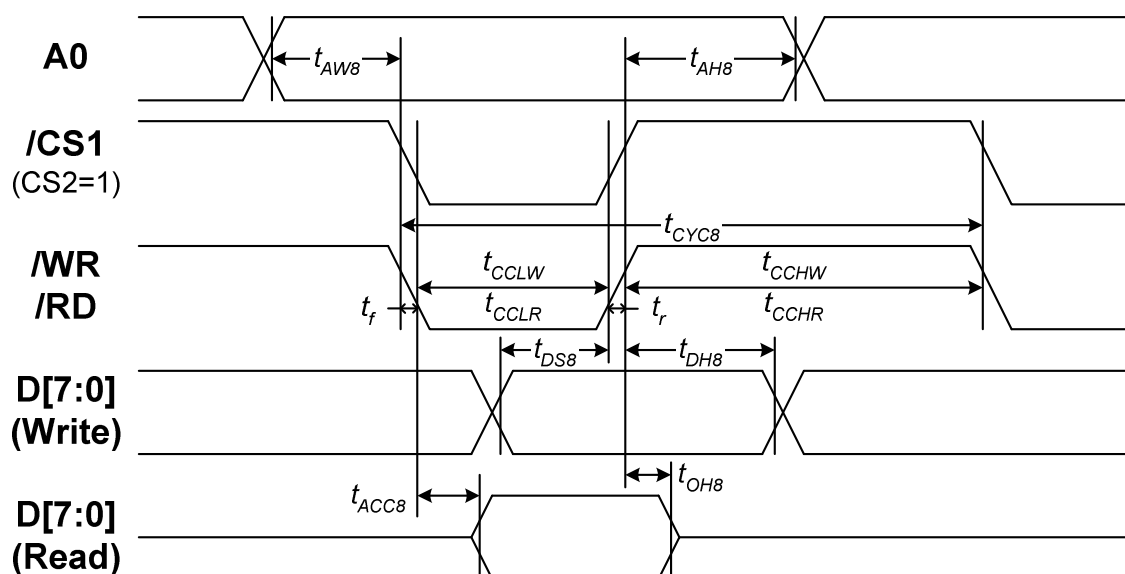 A0
tAW8
tAH8
/CS1
(CS2=1)
tCYC8
/WR
/RD
tCCLW
tCCHW
tf
tCCLR
tr
tCCHR
tDS8
tDH8
D[7:0]
(Write)
tACC8
tOH8
D[7:0]
(Read)